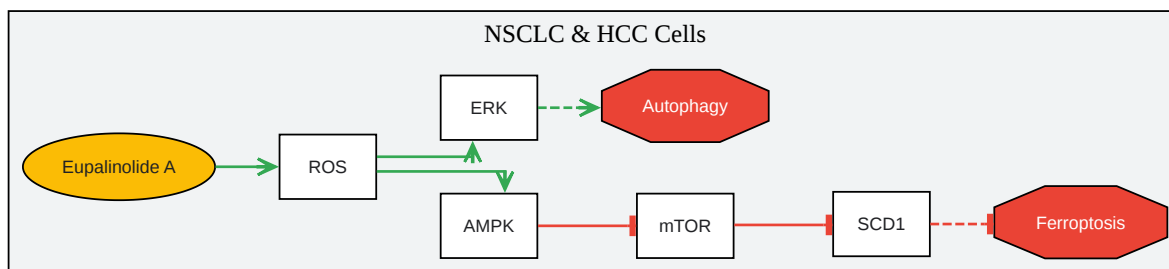 NSCLC & HCC Cells
ERK
Autophagy
Eupalinolide A
ROS
AMPK
mTOR
SCD1
Ferroptosis